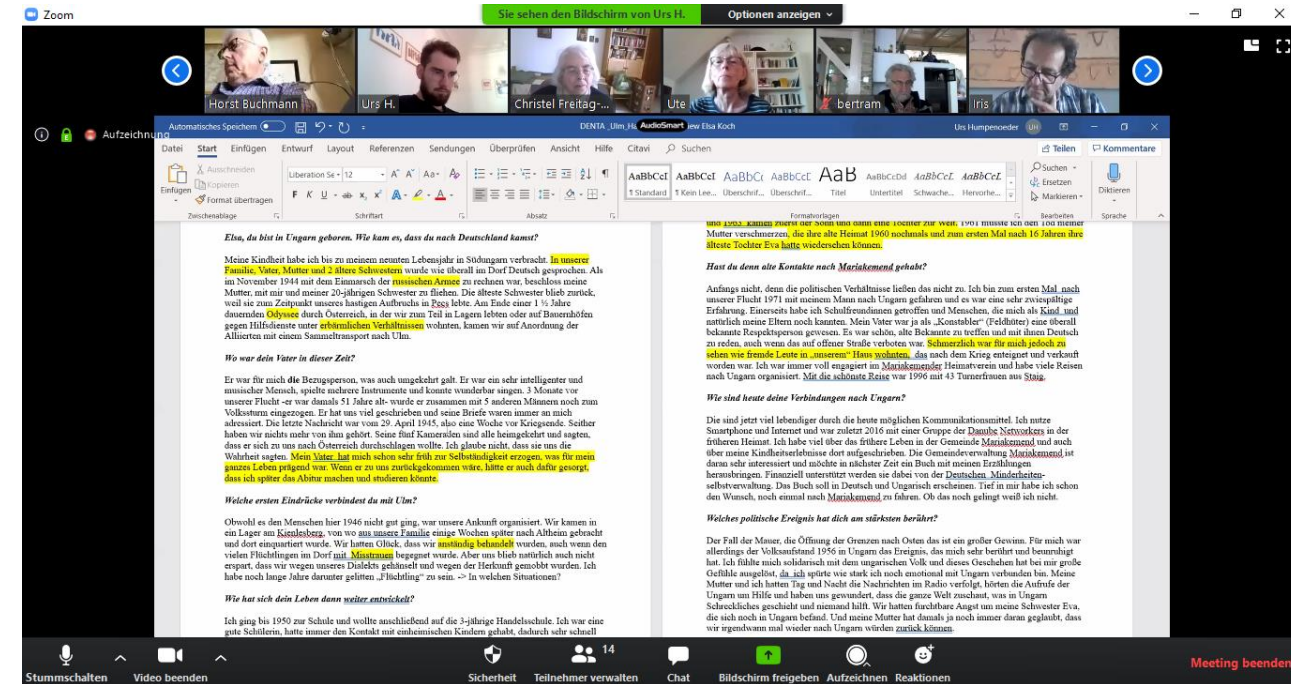 Zoom
Sie sehen den Bildschirm von Urs H.
Optionen anzeigen
Horst Buchmann
Urs H.
Christel Freitag-...
Ute
bertram
Iris
Aufzeichnung
Automatisches Speichern
DENTA_Ulm_Ha
AudioSmart
iew Elsa Koch
Urs Humpenoeder
UH
Datei Start Einfügen Entwurf Layout Referenzen Sendungen Überprüfen Ansicht Hilfe Citavi Suchen
Teilen
Kommentare
Einfügen
Ausschneiden
Kopieren
Format übertragen
Zwischenablage
Liberation Se
12
F K U
Schriftart
Absatz
AaBbCcI AaBbCcI AaBbCc AaBbCcE AaB AaBbCcDd AaBbCcL AaBbCcL
¶ Standard ¶ Kein Lee... Überschrif... Überschrif... Titel Untertitel Schwache... Hervorhe...
Formatvorlagen
Suchen
Ersetzen
Markieren
Bearbeiten
Diktieren
Sprache
Elsa, du bist in Ungarn geboren. Wie kam es, dass du nach Deutschland kamst?
Meine Kindheit habe ich bis zu meinem neunten Lebensjahr in Südungarn verbracht. In unserer
Familie, Vater, Mutter und 2 ältere Schwestern wurde wie überall im Dorf Deutsch gesprochen. Als
im November 1944 mit dem Einmarsch der russischen Armee zu rechnen war, beschloss meine
Mutter, mit mir und meiner 20-jährigen Schwester zu fliehen. Die älteste Schwester blieb zurück,
weil sie zum Zeitpunkt unseres hastigen Aufbruchs in Pecs lebte. Am Ende einer 1 ½ Jahre
dauernden Odyssee durch Österreich, in der wir zum Teil in Lagern lebten oder auf Bauernhöfen
gegen Hilfsdienste unter erbärmlichen Verhältnissen wohnten, kamen wir auf Anordnung der
Alliierten mit einem Sammeltransport nach Ulm.
Wo war dein Vater in dieser Zeit?
Er war für mich die Bezugsperson, was auch umgekehrt galt. Er war ein sehr intelligenter und
musischer Mensch, spielte mehrere Instrumente und konnte wunderbar singen. 3 Monate vor
unserer Flucht -er war damals 51 Jahre alt- wurde er zusammen mit 5 anderen Männern noch zum
Volkssturm eingezogen. Er hat uns viel geschrieben und seine Briefe waren immer an mich
adressiert. Die letzte Nachricht war vom 29. April 1945, also eine Woche vor Kriegsende. Seither
haben wir nichts mehr von ihm gehört. Seine fünf Kameraden sind alle heimgekehrt und sagten,
dass er sich zu uns nach Österreich durchschlagen wollte. Ich glaube nicht, dass sie uns die
Wahrheit sagten. Mein Vater hat mich schon sehr früh zur Selbständigkeit erzogen, was für mein
ganzes Leben prägend war. Wenn er zu uns zurückgekommen wäre, hätte er auch dafür gesorgt,
dass ich später das Abitur machen und studieren könnte.
Welche ersten Eindrücke verbindest du mit Ulm?
Obwohl es den Menschen hier 1946 nicht gut ging, war unsere Ankunft organisiert. Wir kamen in
ein Lager am Kienlesberg, von wo aus unsere Familie einige Wochen später nach Altheim gebracht
und dort einquartiert wurde. Wir hatten Glück, dass wir anständig behandelt wurden, auch wenn den
vielen Flüchtlingen im Dorf mit Misstrauen begegnet wurde. Aber uns blieb natürlich auch nicht
erspart, dass wir wegen unseres Dialekts gehänselt und wegen der Herkunft gemobbt wurden. Ich
habe noch lange Jahre darunter gelitten „Flüchtling“ zu sein. -> In welchen Situationen?
Wie hat sich dein Leben dann weiter entwickelt?
Ich ging bis 1950 zur Schule und wollte anschließend auf die 3-jährige Handelsschule. Ich war eine
gute Schülerin, hatte immer den Kontakt mit einheimischen Kindern gehabt, dadurch sehr schnell
und 1965 kamen zuerst der Sohn und dann eine Tochter zur Welt. 1961 musste ich den Tod meiner
Mutter verschmerzen, die ihre alte Heimat 1960 nochmals und zum ersten Mal nach 16 Jahren ihre
älteste Tochter Eva hatte wiedersehen können.
Hast du denn alte Kontakte nach Mariakemend gehabt?
Anfangs nicht, denn die politischen Verhältnisse ließen das nicht zu. Ich bin zum ersten Mal nach
unserer Flucht 1971 mit meinem Mann nach Ungarn gefahren und es war eine sehr zwiespältige
Erfahrung. Einerseits habe ich Schulfreundinnen getroffen und Menschen, die mich als Kind und
natürlich meine Eltern noch kannten. Mein Vater war ja als „Konstabler“ (Feldhüter) eine überall
bekannte Respektsperson gewesen. Es war schön, alte Bekannte zu treffen und mit ihnen Deutsch
zu reden, auch wenn das auf offener Straße verboten war. Schmerzlich war für mich jedoch zu
sehen wie fremde Leute in „unserem“ Haus wohnten, das nach dem Krieg enteignet und verkauft
worden war. Ich war immer voll engagiert im Mariakemender Heimatverein und habe viele Reisen
nach Ungarn organisiert. Mit die schönste Reise war 1996 mit 43 Turnerfrauen aus Staig.
Wie sind heute deine Verbindungen nach Ungarn?
Die sind jetzt viel lebendiger durch die heute möglichen Kommunikationsmittel. Ich nutze
Smartphone und Internet und war zuletzt 2016 mit einer Gruppe der Danube Networkers in der
früheren Heimat. Ich habe viel über das frühere Leben in der Gemeinde Mariakemend und auch
über meine Kindheitserlebnisse dort aufgeschrieben. Die Gemeindeverwaltung Mariakemend ist
daran sehr interessiert und möchte in nächster Zeit ein Buch mit meinen Erzählungen
herausbringen. Finanziell unterstützt werden sie dabei von der Deutschen Minderheiten-
selbstverwaltung. Das Buch soll in Deutsch und Ungarisch erscheinen. Tief in mir habe ich schon
den Wunsch, noch einmal nach Mariakemend zu fahren. Ob das noch gelingt weiß ich nicht.
Welches politische Ereignis hat dich am stärksten berührt?
Der Fall der Mauer, die Öffnung der Grenzen nach Osten das ist ein großer Gewinn. Für mich war
allerdings der Volksaufstand 1956 in Ungarn das Ereignis, das mich sehr berührt und beunruhigt
hat. Ich fühlte mich solidarisch mit dem ungarischen Volk und dieses Geschehen hat bei mir große
Gefühle ausgelöst, da ich spürte wie stark ich noch emotional mit Ungarn verbunden bin. Meine
Mutter und ich hatten Tag und Nacht die Nachrichten im Radio verfolgt, hörten die Aufrufe der
Ungarn um Hilfe und haben uns gewundert, dass die ganze Welt zuschaut, was in Ungarn
Schreckliches geschieht und niemand hilft. Wir hatten furchtbare Angst um meine Schwester Eva,
die sich noch in Ungarn befand. Und meine Mutter hat damals ja noch immer daran geglaubt, dass
wir irgendwann mal wieder nach Ungarn würden zurück können.
Stummschalten
Video beenden
Sicherheit
14
Teilnehmer verwalten
Chat
Bildschirm freigeben
Aufzeichnen
Reaktionen
Meeting beenden